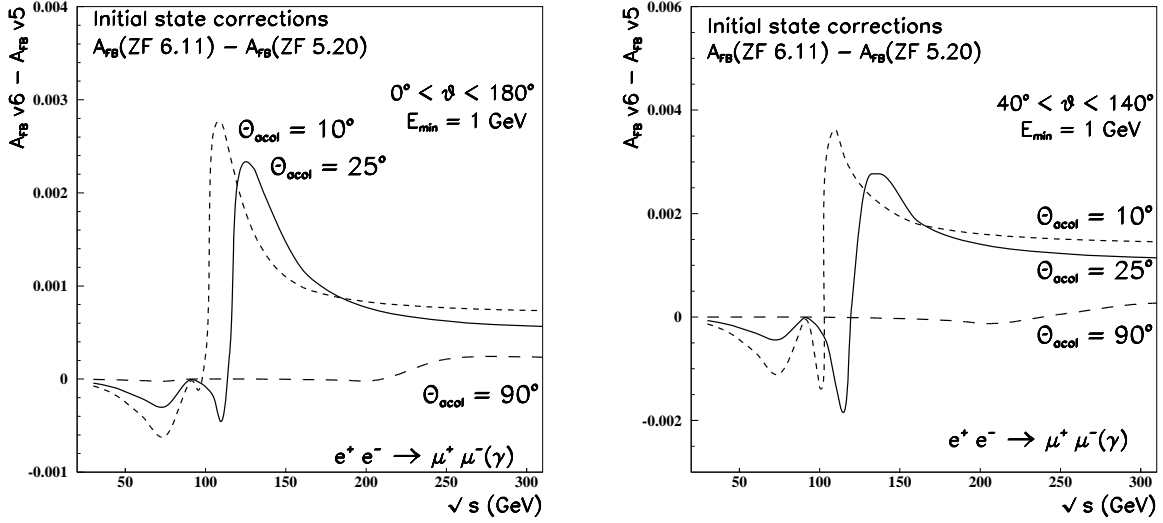 Initial state corrections
A_FB(ZF 6.11) − A_FB(ZF 5.20)
0° < ϑ < 180°
E_min = 1 GeV
Θ_acol = 10°
Θ_acol = 25°
Θ_acol = 90°
e⁺ e⁻ → μ⁺ μ⁻(γ)
A_FB v6 − A_FB v5
0.004
0.003
0.002
0.001
0
-0.001
50 100 150 200 250 300
√ s (GeV)
Initial state corrections
A_FB(ZF 6.11) − A_FB(ZF 5.20)
40° < ϑ < 140°
E_min = 1 GeV
Θ_acol = 10°
Θ_acol = 25°
Θ_acol = 90°
e⁺ e⁻ → μ⁺ μ⁻(γ)
A_FB v6 − A_FB v5
0.006
0.004
0.002
0
-0.002
50 100 150 200 250 300
√ s (GeV)